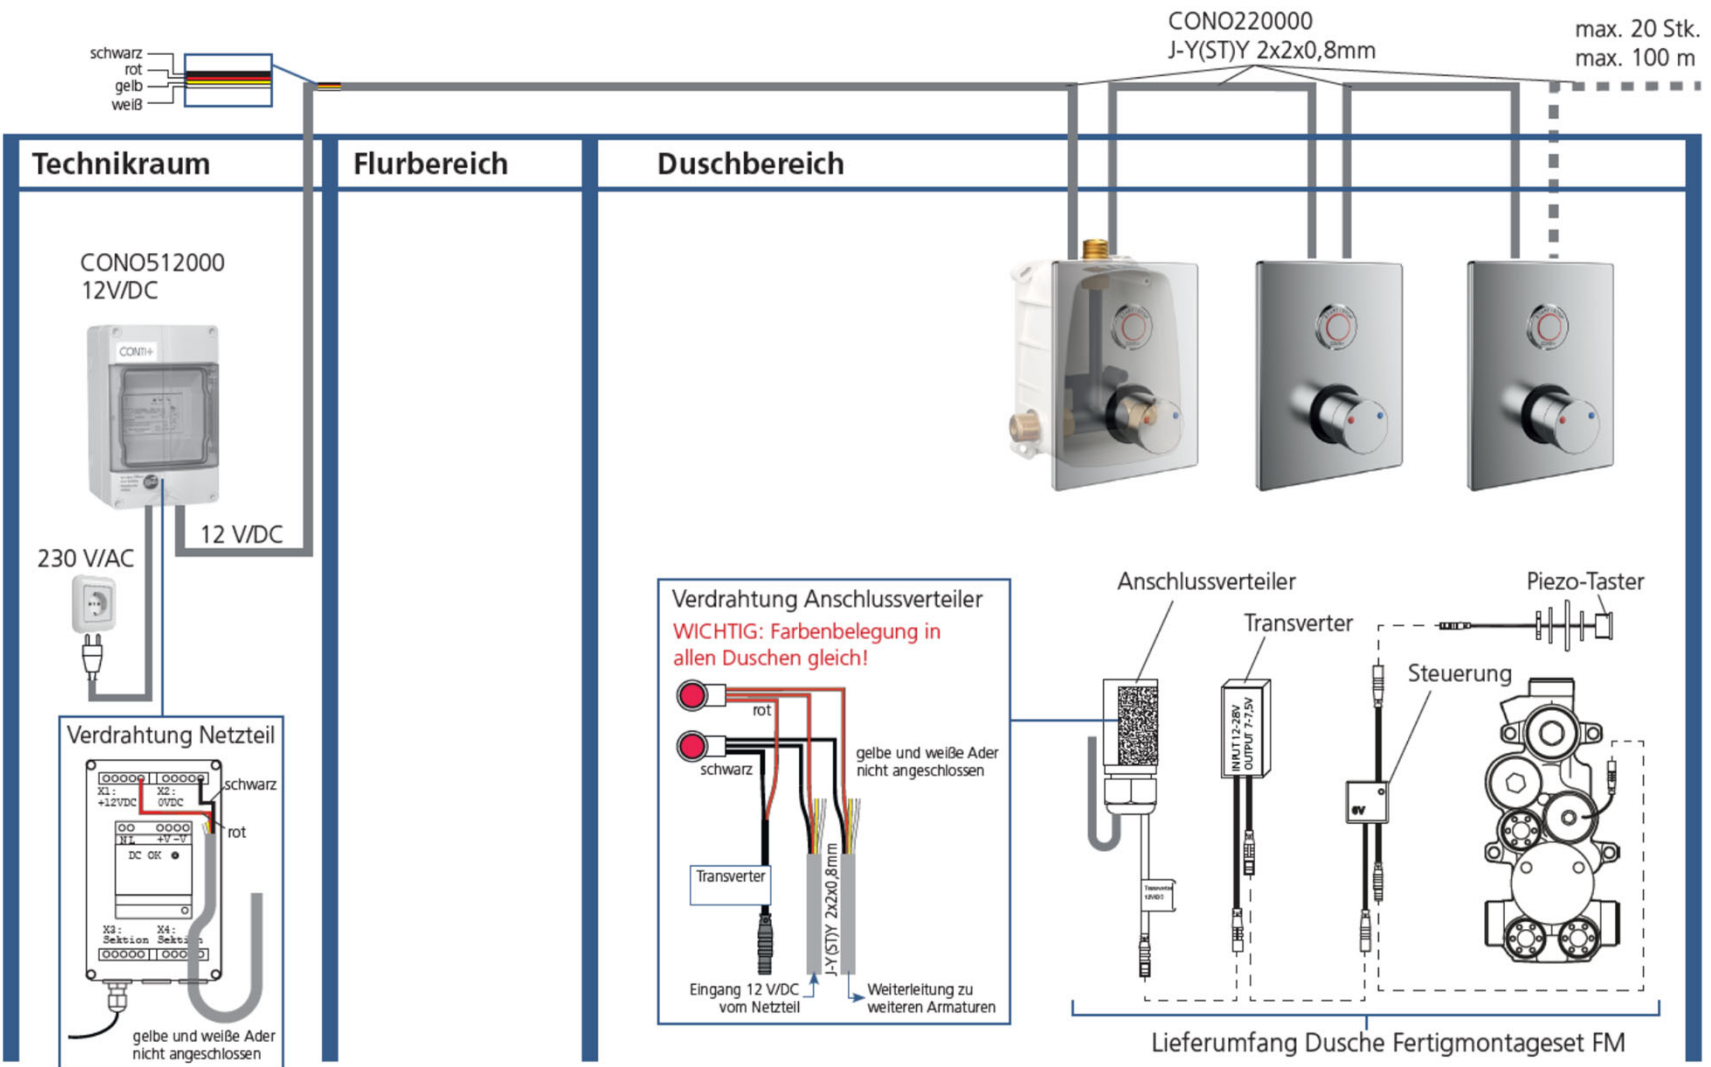 CONO220000
J-Y(ST)Y 2x2x0,8mm
max. 20 Stk.
max. 100 m
schwarz
rot
gelb
weiß
Technikraum
Flurbereich
Duschbereich
CONO512000
12V/DC
CONTI+
12 V/DC
230 V/AC
Verdrahtung Netzteil
schwarz
X1:
+12VDC
X2:
0VDC
rot
N L
+V -V
DC OK
X3:
Sektion
X4:
Sektion
gelbe und weiße Ader
nicht angeschlossen
Verdrahtung Anschlussverteiler
WICHTIG: Farbenbelegung in
allen Duschen gleich!
rot
schwarz
gelbe und weiße Ader
nicht angeschlossen
Transverter
J-Y(ST)Y 2x2x0,8mm
Eingang 12 V/DC
vom Netzteil
Weiterleitung zu
weiteren Armaturen
Anschlussverteiler
Transverter
Piezo-Taster
Steuerung
INPUT 12-28V
OUTPUT 7-7,5V
6V
Transverter
Lieferumfang Dusche Fertigmontageset FM